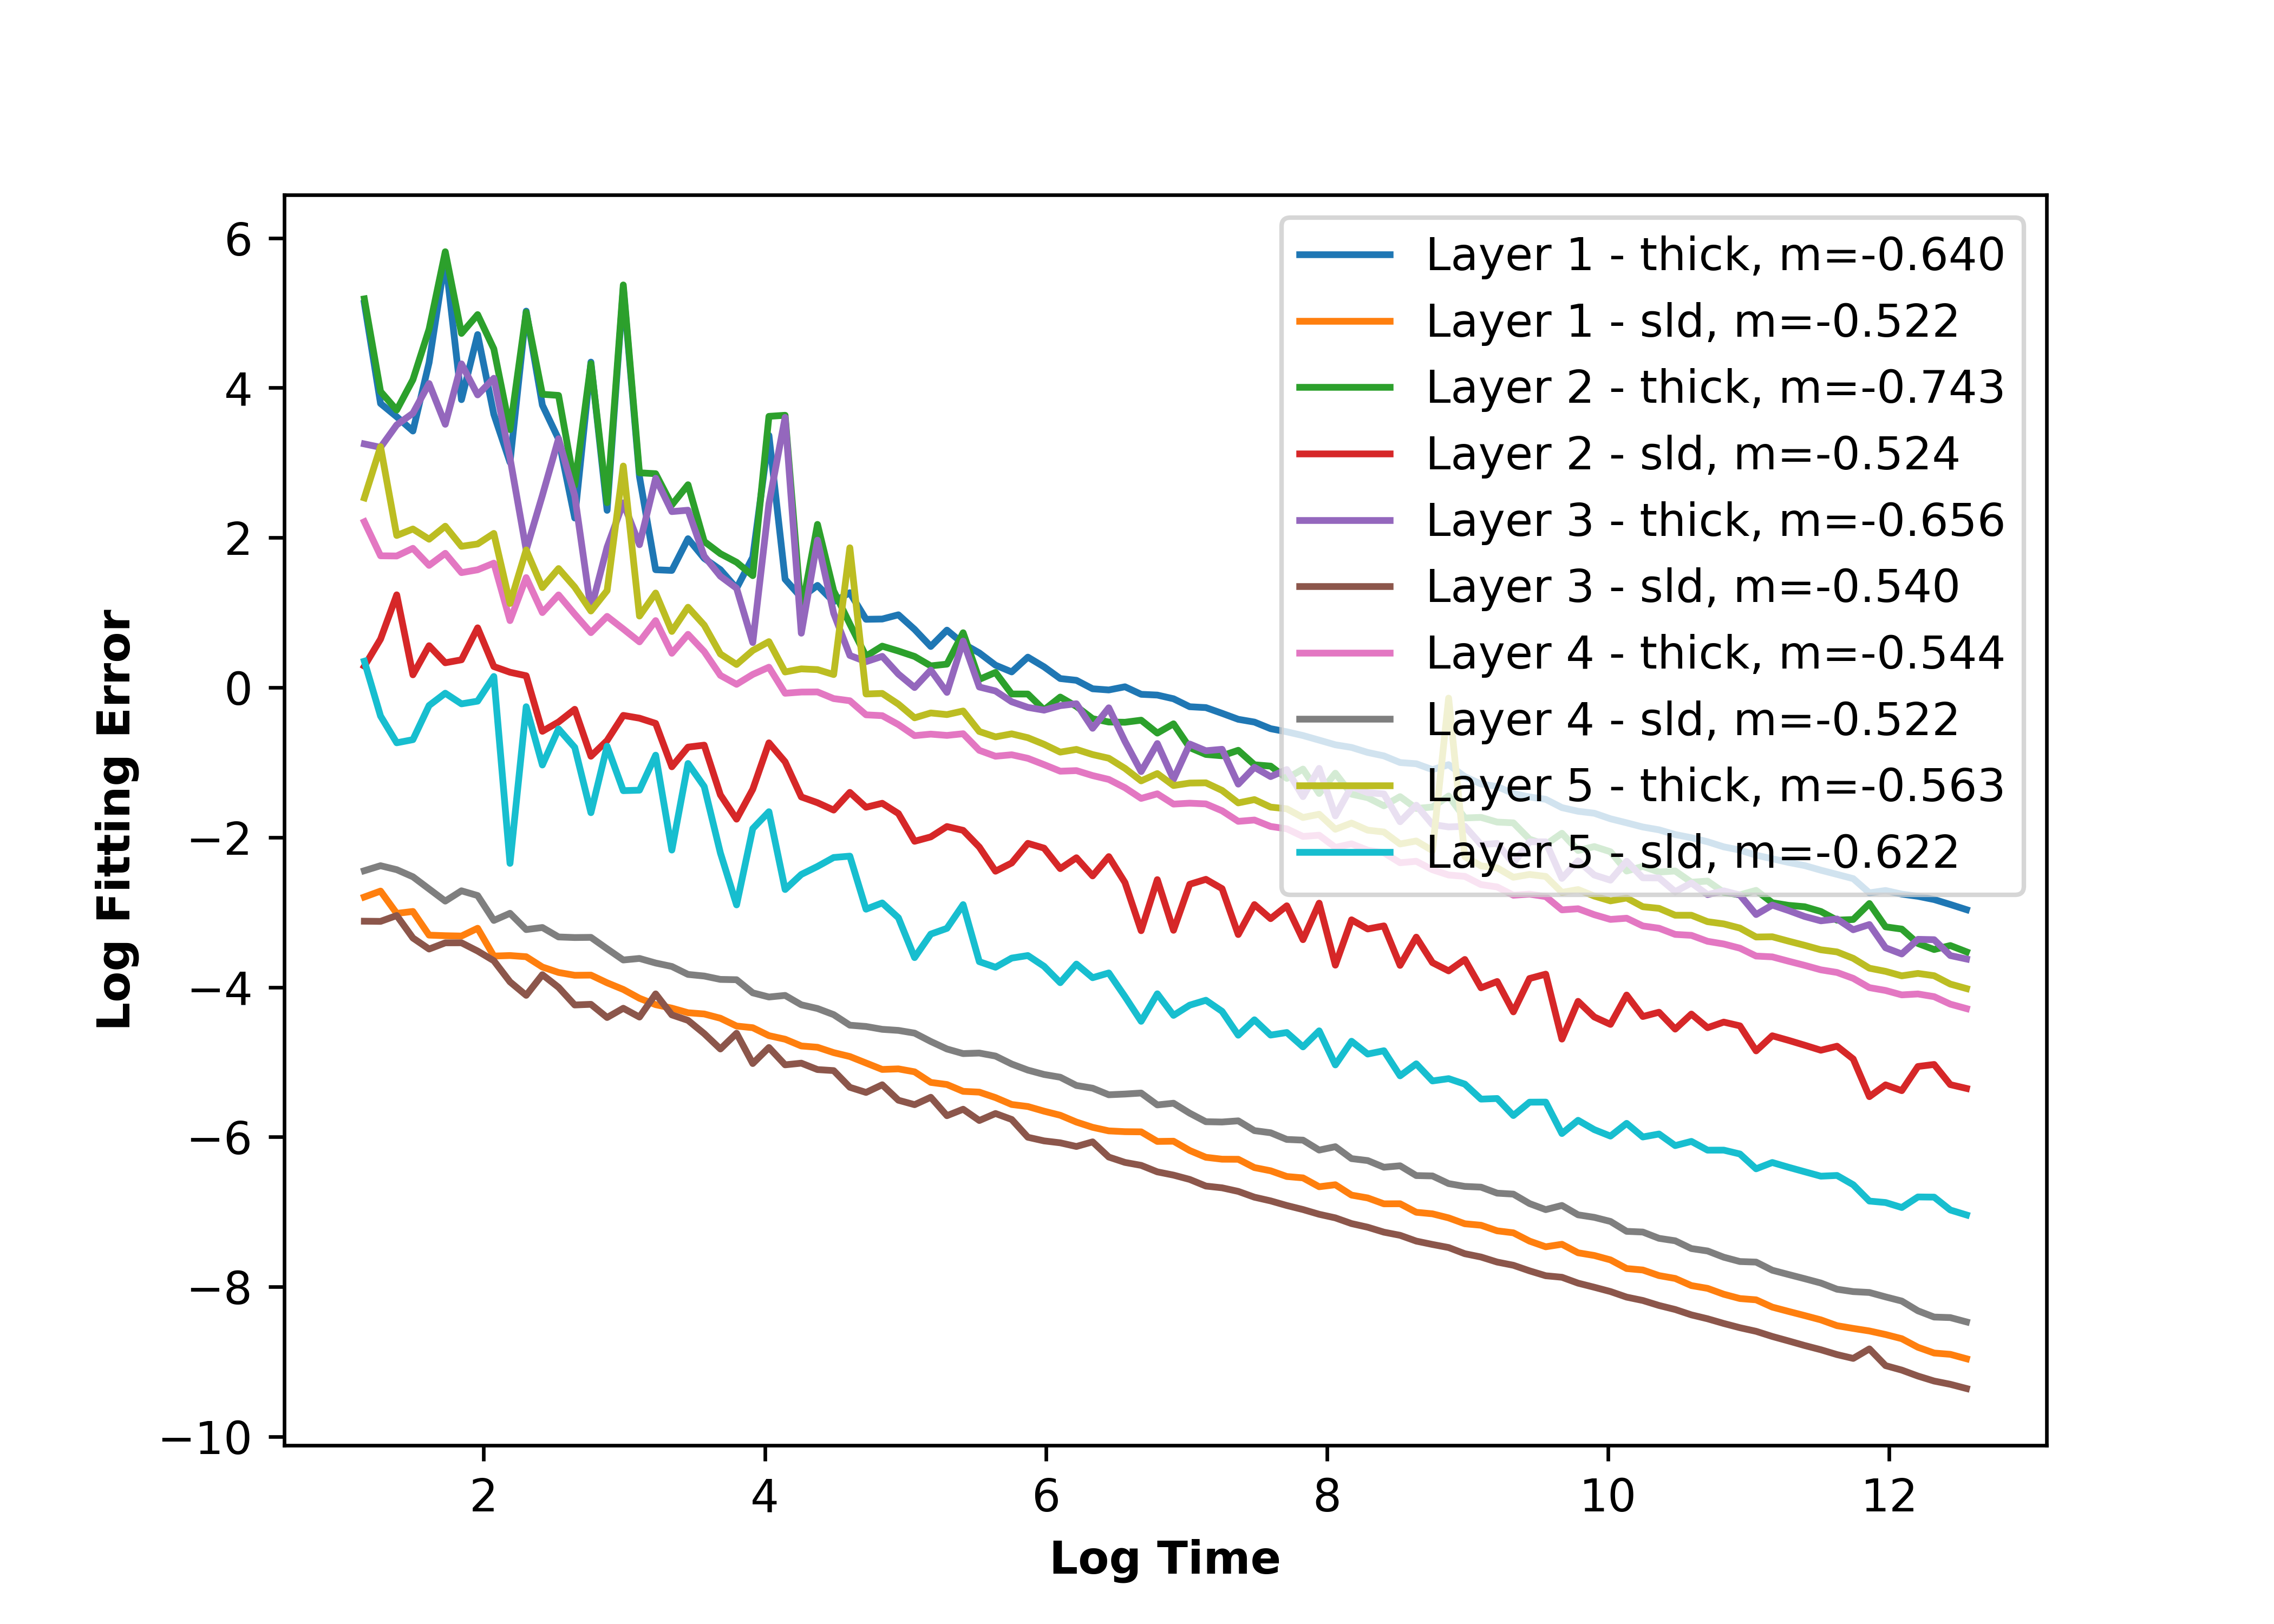 6
4
2
0
−2
−4
−6
−8
−10
Log Fitting Error
Layer 1 - thick, m=-0.640
Layer 1 - sld, m=-0.522
Layer 2 - thick, m=-0.743
Layer 2 - sld, m=-0.524
Layer 3 - thick, m=-0.656
Layer 3 - sld, m=-0.540
Layer 4 - thick, m=-0.544
Layer 4 - sld, m=-0.522
Layer 5 - thick, m=-0.563
Layer 5 - sld, m=-0.622
2 4 6 8 10 12
Log Time